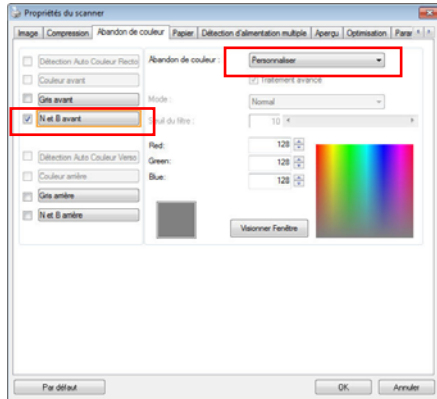 Propriétés du scanner
Image Compression Abandon de couleur Papier Détection d'alimentation multiple Aperçu Optimisation Parar
Détection Auto Couleur Recto
Couleur avant
Gris avant
N et B avant
Détection Auto Couleur Verso
Couleur arrière
Gris arrière
N et B arrière
Abandon de couleur : Personnaliser
Traitement avancé
Mode : Normal
Seuil du filtre : 10
Red: 128
Green: 128
Blue: 128
Visionner Fenêtre
Par défaut OK Annuler